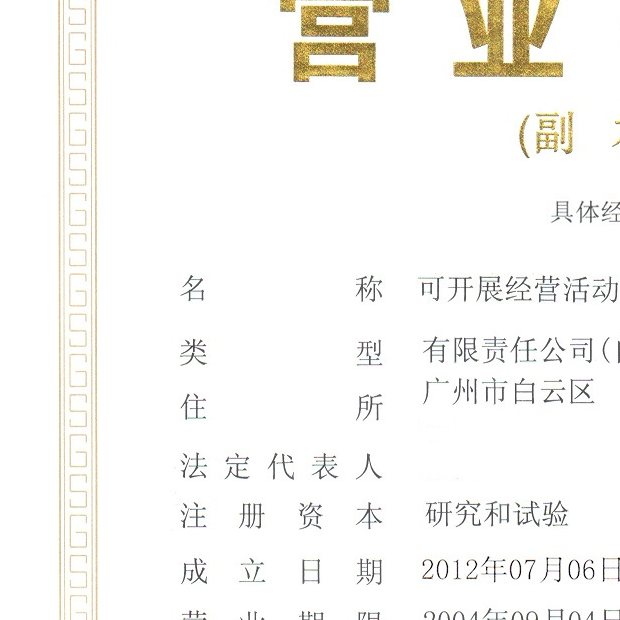 营业
(副
具体经
名称 可开展经营活动
类型 有限责任公司(
住所 广州市白云区
法定代表人
注册资本 研究和试验
成立日期 2012年07月06日
营业期限 2004年09月04日